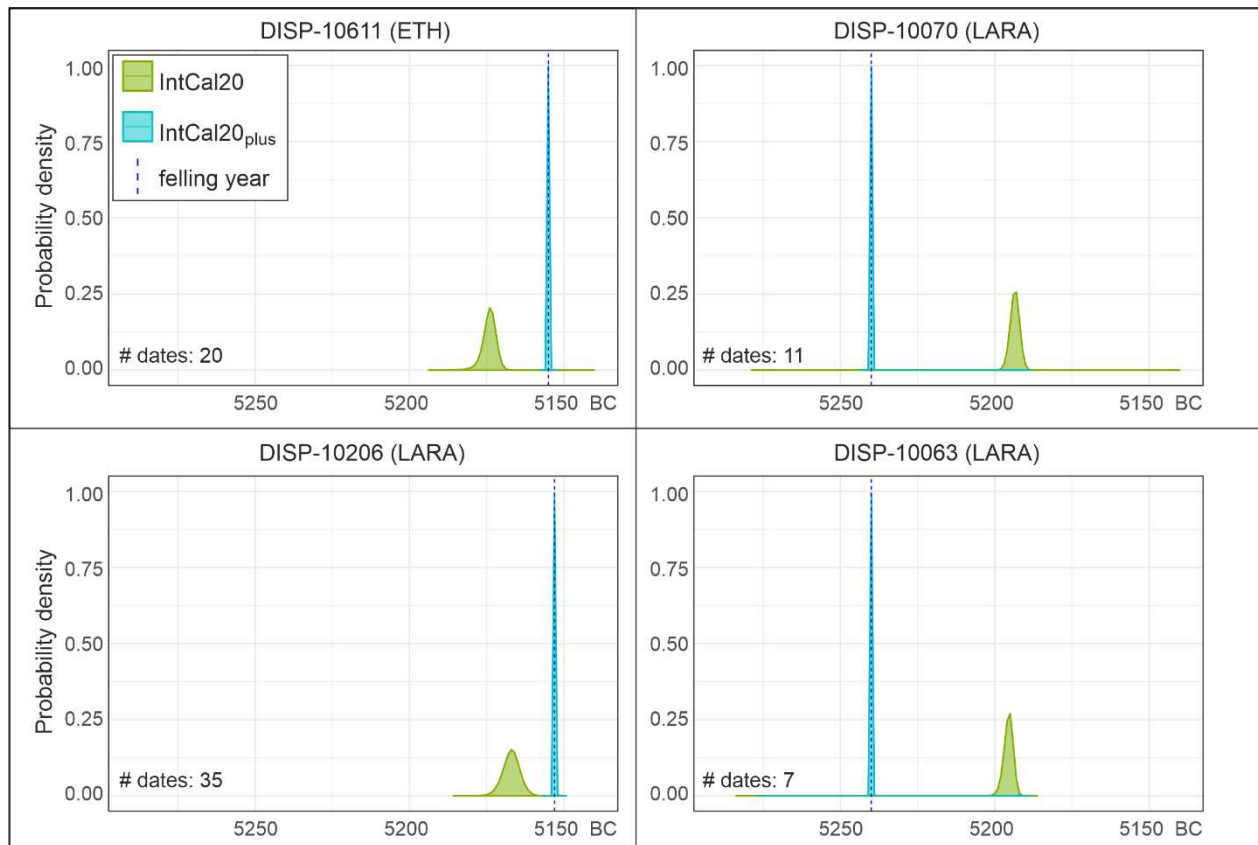 DISP-10611 (ETH)
Probability density
1.00
0.75
0.50
0.25
0.00
IntCal20
IntCal20plus
felling year
# dates: 20
5250 5200 5150 BC
DISP-10070 (LARA)
1.00
0.75
0.50
0.25
0.00
# dates: 11
5250 5200 5150 BC
DISP-10206 (LARA)
Probability density
1.00
0.75
0.50
0.25
0.00
# dates: 35
5250 5200 5150 BC
DISP-10063 (LARA)
1.00
0.75
0.50
0.25
0.00
# dates: 7
5250 5200 5150 BC